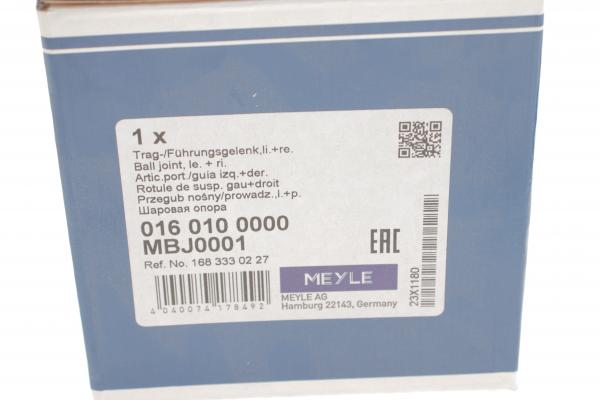 1 x
Trag-/Führungsgelenk,li.+re.
Ball joint, le. + ri.
Artic.port./guia izq.+der.
Rotule de susp. gau+droit
Przegub nośny/prowadz.,l.+p.
Шаровая опора
016 010 0000
MBJ0001
Ref. No. 168 333 02 27
EAC
MEYLE
MEYLE AG
Hamburg 22143, Germany
4 040074 178492
23X1180